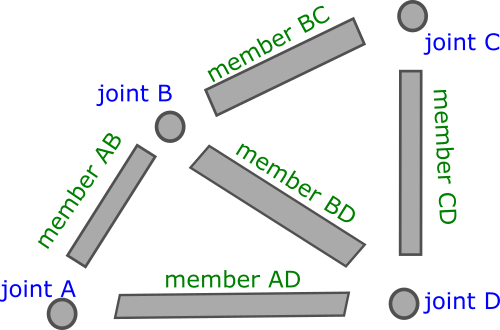 member BC
joint C
joint B
member AB
member BD
member CD
joint A
member AD
joint D